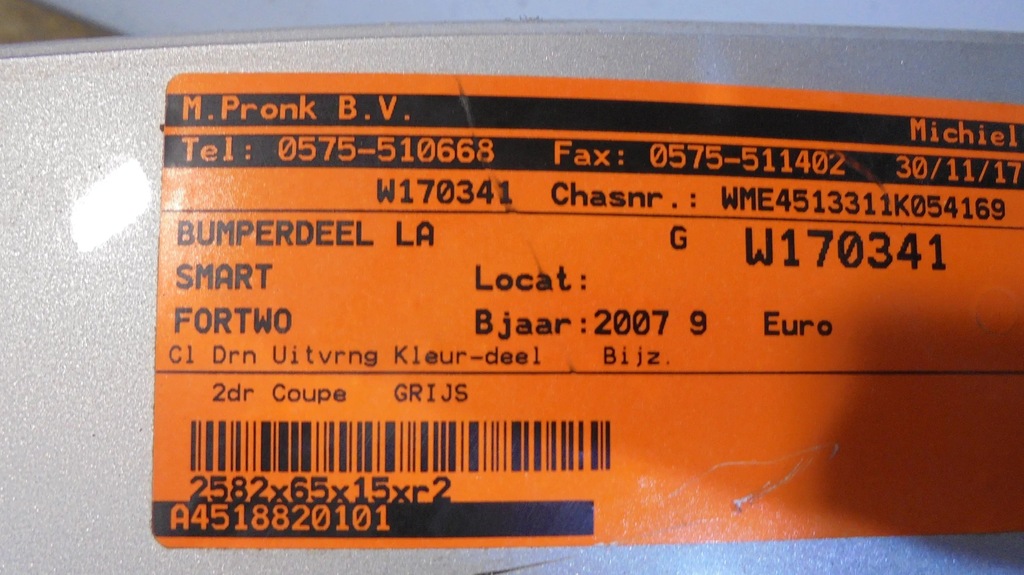 M.Pronk B.V. Michiel
Tel: 0575-510668 Fax: 0575-511402 30/11/17
W170341 Chasnr.: WME4513311K054169
BUMPERDEEL LA G W170341
SMART Locat:
FORTWO Bjaar:2007 9 Euro
Cl Drn Uitvrng Kleur-deel Bijz.
2dr Coupe GRIJS
2582x65x15xr2
A4518820101